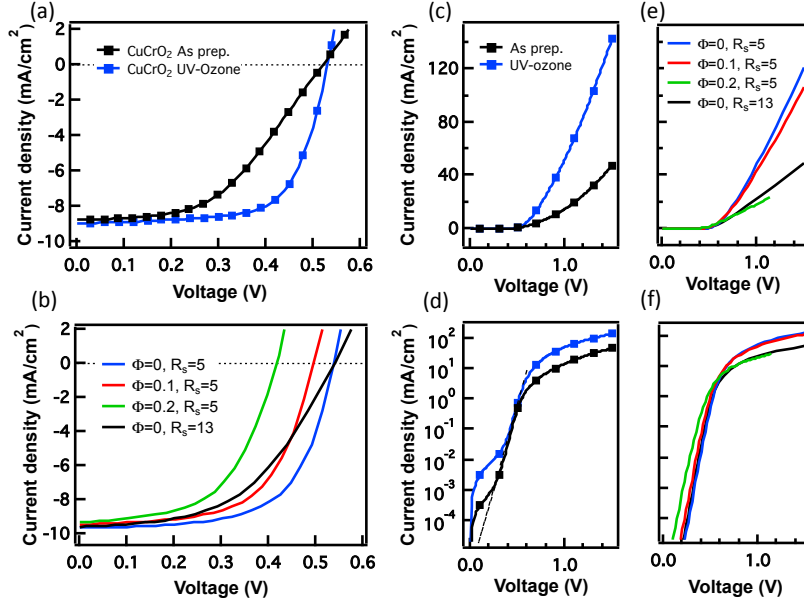 (a)
2
0
-2
-4
-6
-8
-10
Current density (mA/cm²)
CuCrO₂ As prep.
CuCrO₂ UV-Ozone
0.0 0.1 0.2 0.3 0.4 0.5 0.6
Voltage (V)
(b)
2
0
-2
-4
-6
-8
-10
Current density (mA/cm²)
Φ=0, Rₛ=5
Φ=0.1, Rₛ=5
Φ=0.2, Rₛ=5
Φ=0, Rₛ=13
0.0 0.1 0.2 0.3 0.4 0.5 0.6
Voltage (V)
(c)
120
80
40
0
Current density (mA/cm²)
As prep.
UV-ozone
0.0 1.0
Voltage (V)
(d)
10²
10¹
10⁰
10⁻¹
10⁻²
10⁻³
10⁻⁴
Current density (mA/cm²)
0.0 1.0
Voltage (V)
(e)
Φ=0, Rₛ=5
Φ=0.1, Rₛ=5
Φ=0.2, Rₛ=5
Φ=0, Rₛ=13
0.0 1.0
Voltage (V)
(f)
0.0 1.0
Voltage (V)